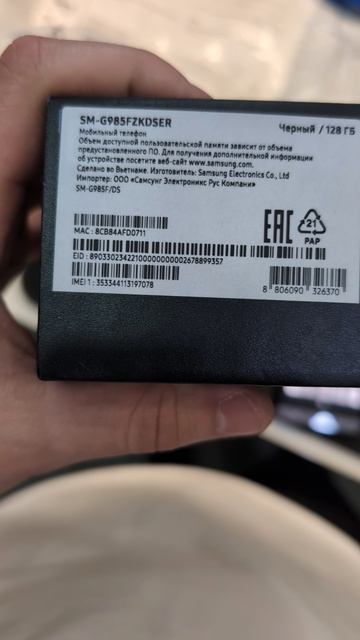 SM-G985FZKDSER
Черный / 128 ГБ
Мобильный телефон
Объем доступной пользовательской памяти зависит от объема
предустановленного ПО. Для получения дополнительной информации
об устройстве посетите веб-сайт www.samsung.com
Сделано во Вьетнаме. Изготовитель: Samsung Electronics Co., Ltd
Импортер: ООО «Самсунг Электроникс Рус Компани»
SM-G985F/DS
MAC : 8CB84AFD0711
EAC
21
PAP
EID : 89033023422100000000002678899357
IMEI 1 : 353344113197078
8 806090 326370